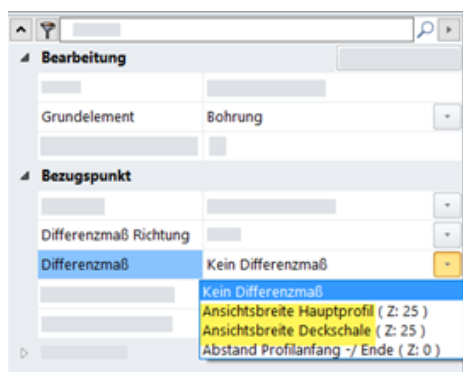 Bearbeitung
Grundelement Bohrung
Bezugspunkt
Differenzmaß Richtung
Differenzmaß Kein Differenzmaß
Kein Differenzmaß
Ansichtsbreite Hauptprofil ( Z: 25 )
Ansichtsbreite Deckschale ( Z: 25 )
Abstand Profilanfang -/ Ende ( Z: 0 )